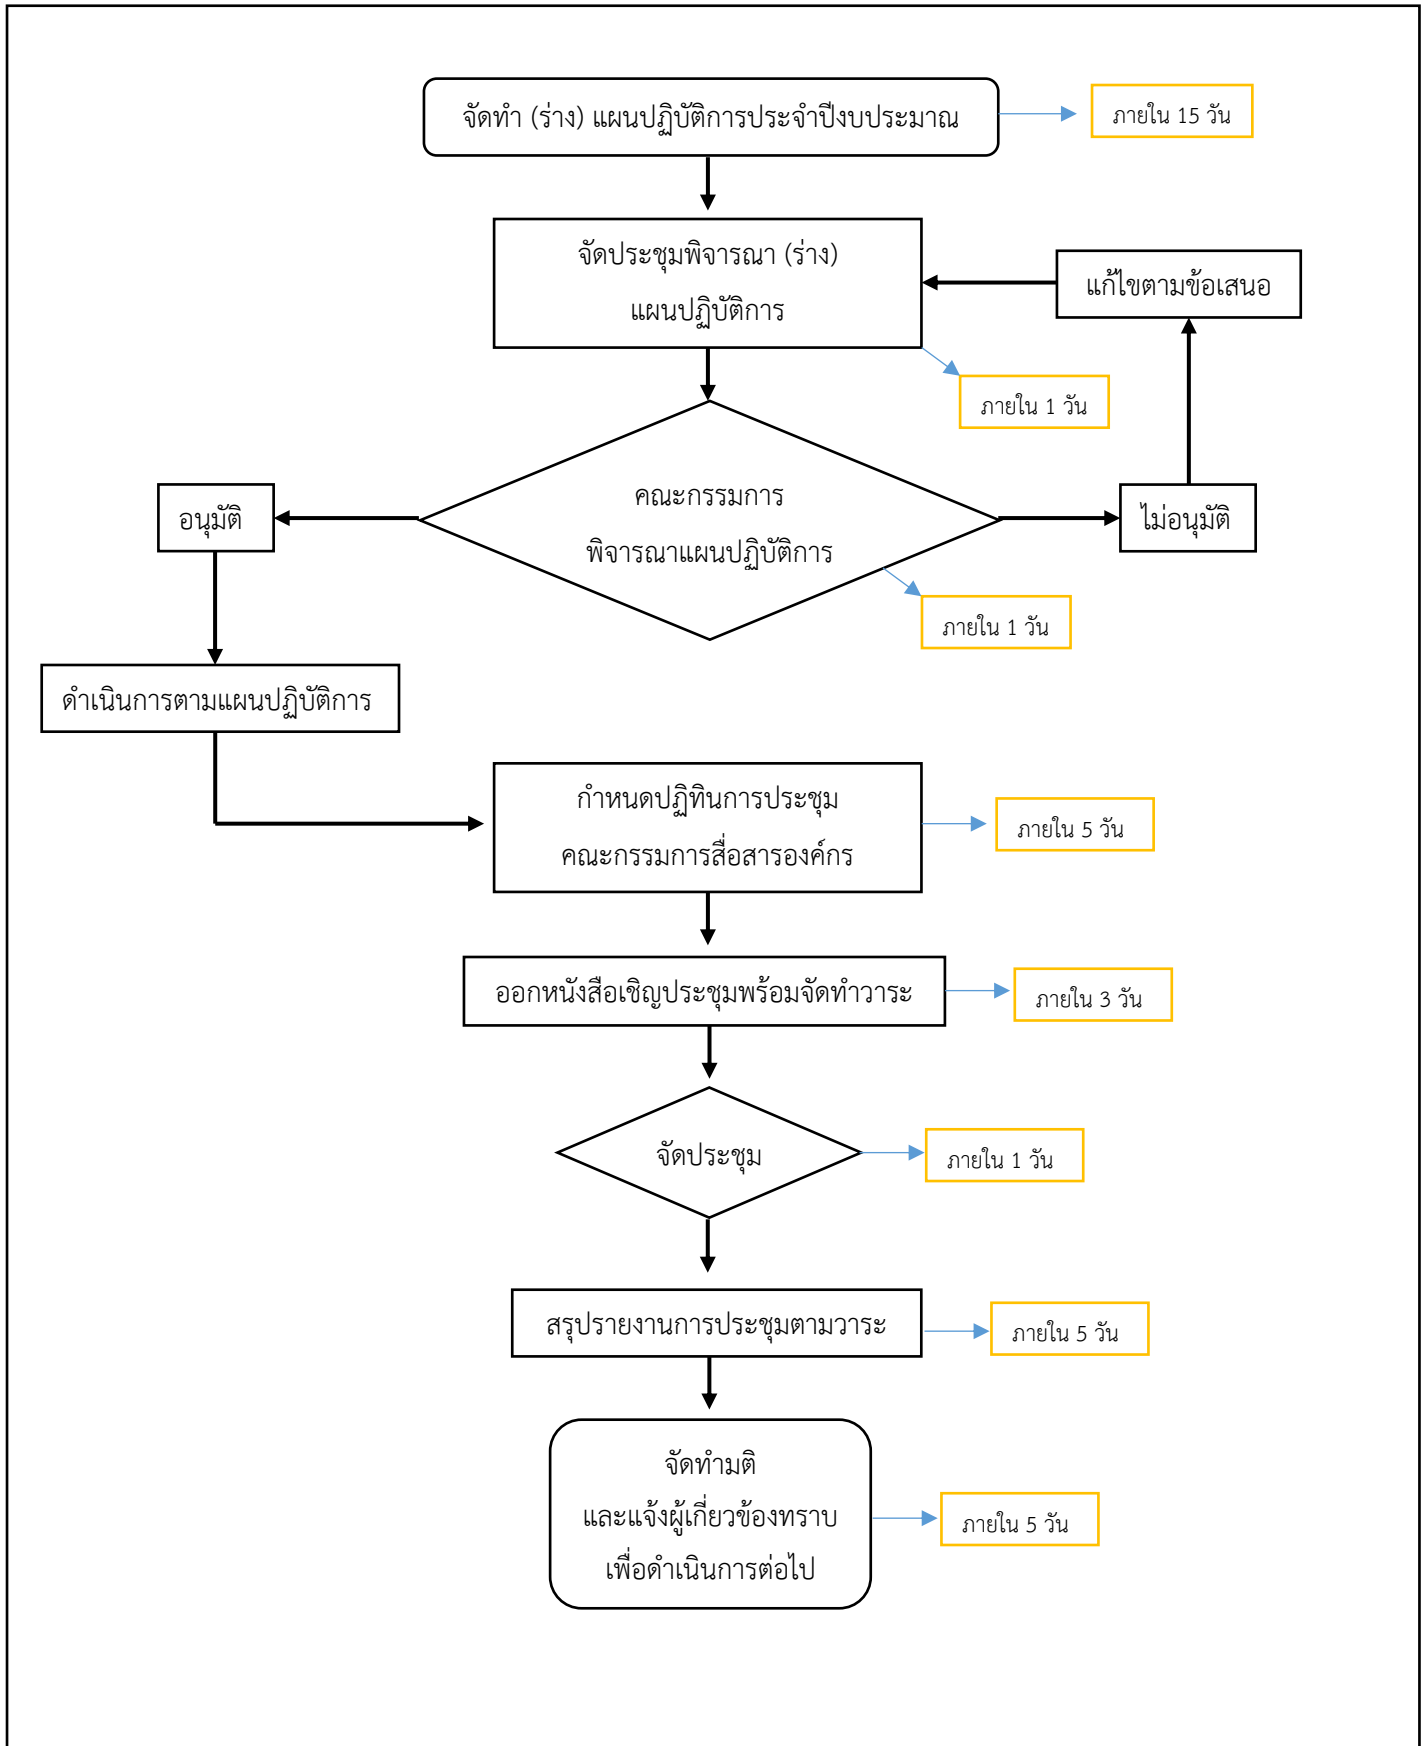 จัดทำ (ร่าง) แผนปฏิบัติการประจำปีงบประมาณ
ภายใน 15 วัน
จัดประชุมพิจารณา (ร่าง)
แผนปฏิบัติการ
แก้ไขตามข้อเสนอ
ภายใน 1 วัน
คณะกรรมการ
พิจารณาแผนปฏิบัติการ
อนุมัติ
ไม่อนุมัติ
ภายใน 1 วัน
ดำเนินการตามแผนปฏิบัติการ
กำหนดปฏิทินการประชุม
คณะกรรมการสื่อสารองค์กร
ภายใน 5 วัน
ออกหนังสือเชิญประชุมพร้อมจัดทำวาระ
ภายใน 3 วัน
จัดประชุม
ภายใน 1 วัน
สรุปรายงานการประชุมตามวาระ
ภายใน 5 วัน
จัดทำมติ
และแจ้งผู้เกี่ยวข้องทราบ
เพื่อดำเนินการต่อไป
ภายใน 5 วัน